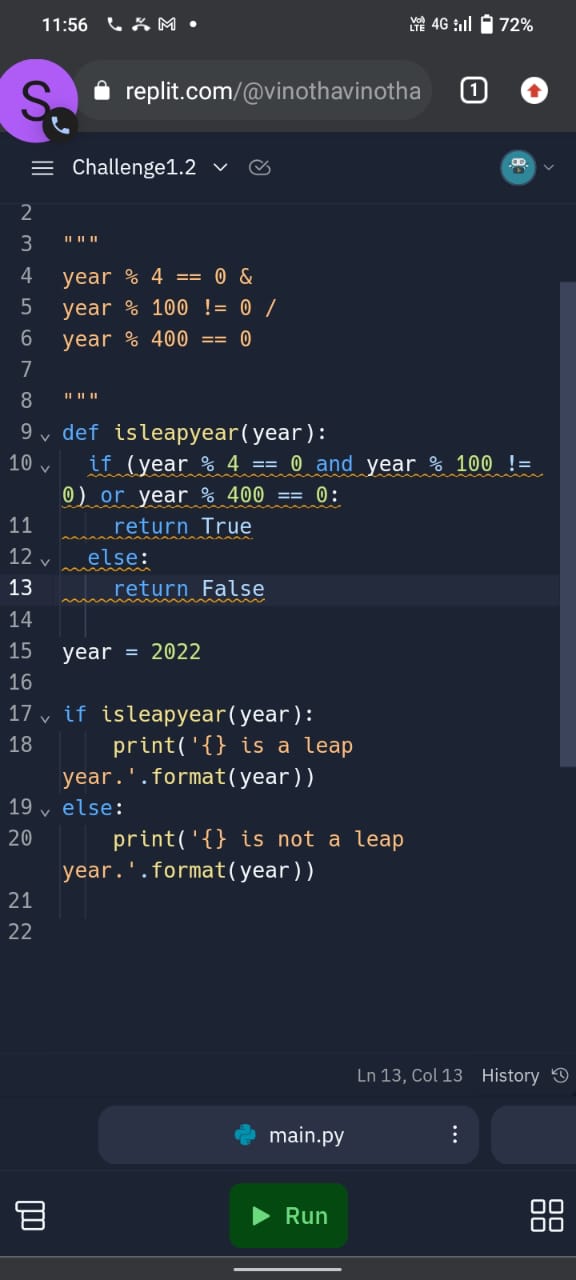 11:56 VoI) LTE 4G 72%
S replit.com/@vinothavinotha 1
Challenge1.2
2
3 """
4 year % 4 == 0 &
5 year % 100 != 0 /
6 year % 400 == 0
7
8 """
9 def isleapyear(year):
10 if (year % 4 == 0 and year % 100 !=
0) or year % 400 == 0:
11 return True
12 else:
13 return False
14
15 year = 2022
16
17 if isleapyear(year):
18 print('{} is a leap
year.'.format(year))
19 else:
20 print('{} is not a leap
year.'.format(year))
21
22
Ln 13, Col 13 History
main.py
Run